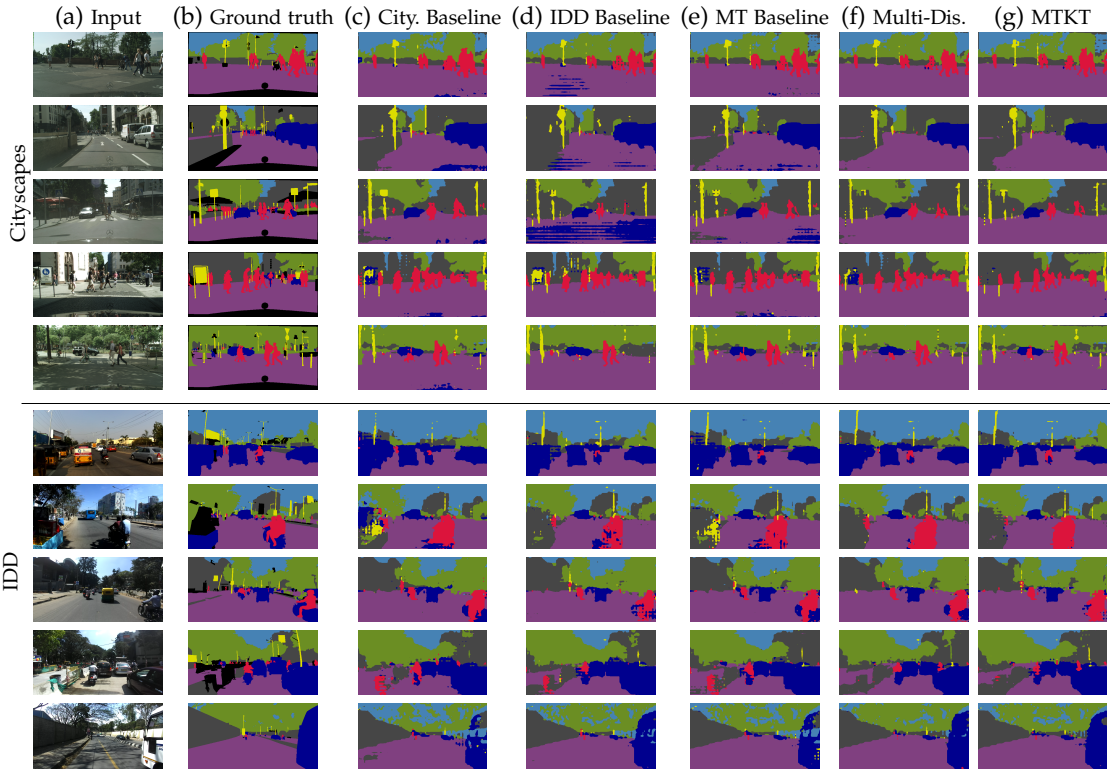 (a) Input (b) Ground truth (c) City. Baseline (d) IDD Baseline (e) MT Baseline (f) Multi-Dis. (g) MTKT
Cityscapes
IDD